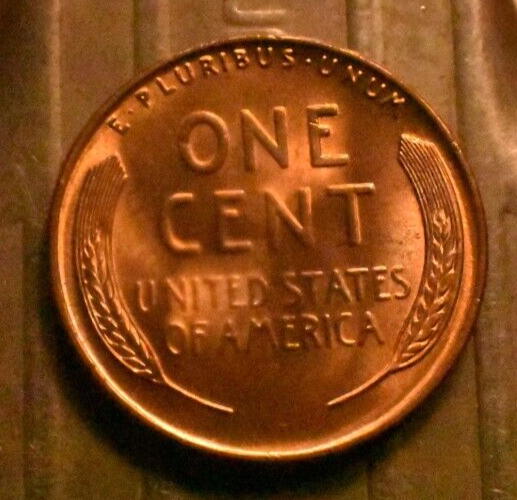 E·PLURIBUS·UNUM
ONE
CENT
UNITED STATES
OF AMERICA